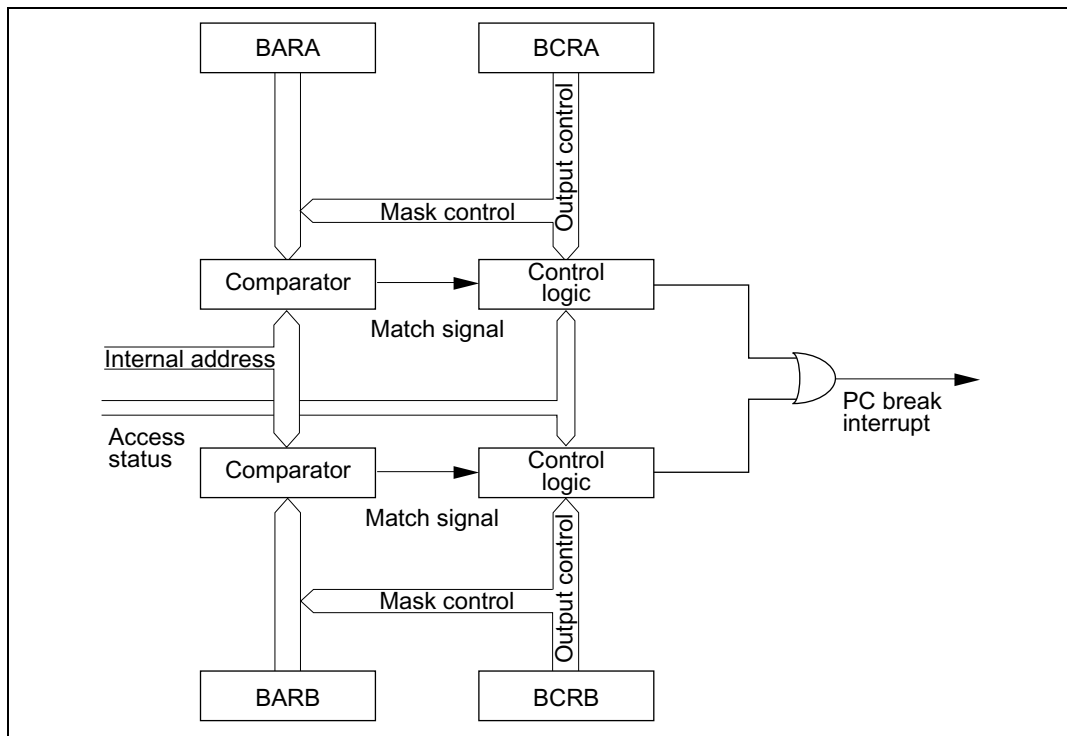 BARA
BCRA
Output control
Mask control
Comparator
Control
logic
Match signal
Internal address
Access
status
PC break
interrupt
Comparator
Control
logic
Match signal
Mask control
Output control
BARB
BCRB